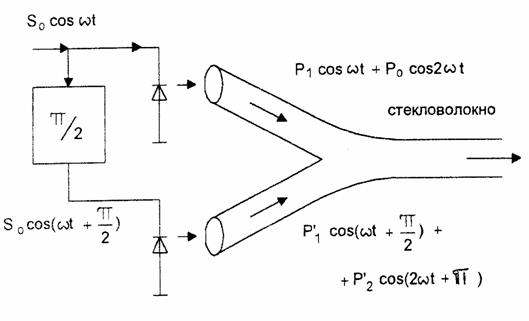 S₀ cos ωt
P₁ cos ωt + P₀ cos2ωt
стекловолокно
π/2
S₀ cos(ωt + π/2)
P'₁ cos(ωt + π/2) +
+ P'₂ cos(2ωt + π)